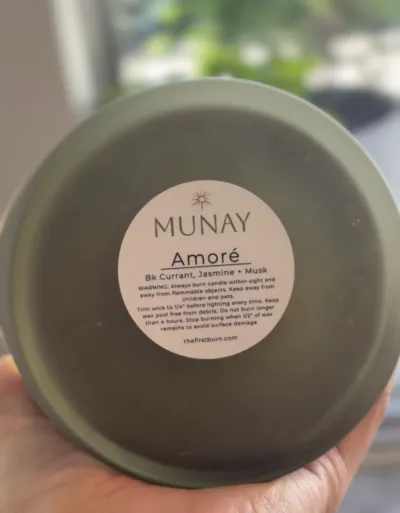 MUNAY
Amoré
Bk Currant, Jasmine + Musk
WARNING: Always burn candle within sight and
away from flammable objects. Keep away from
children and pets.
Trim wick to 1/4" before lighting every time. Keep
wax pool free from debris. Do not burn longer
than 4 hours. Stop burning when 1/2" of wax
remains to avoid surface damage
thefirstburn.com